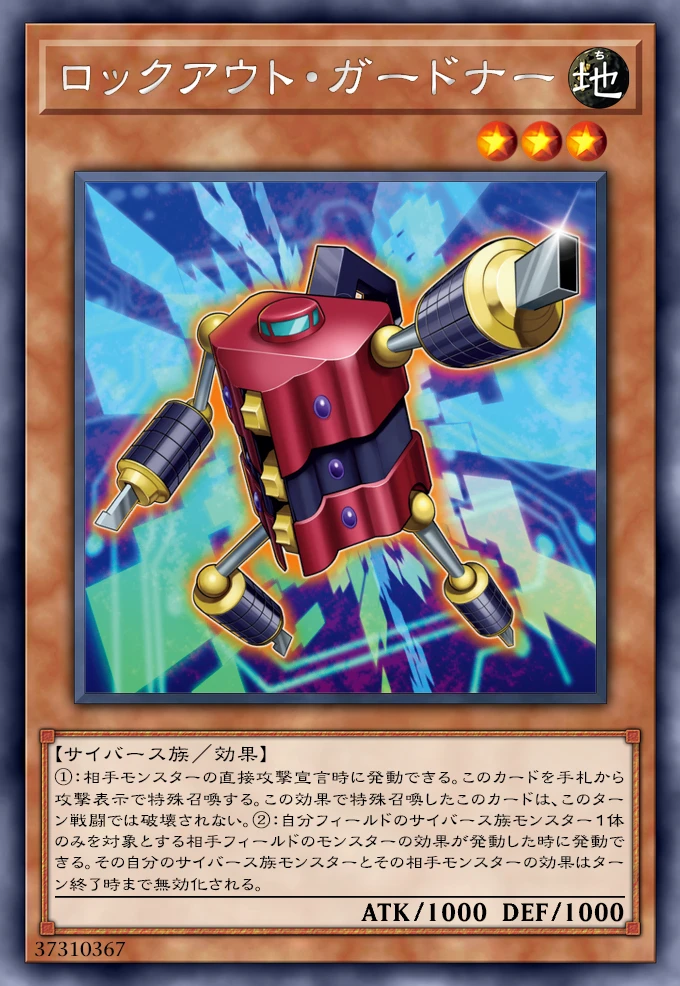 ロックアウト・ガードナー
ち
地
【サイバース族／効果】
①：相手モンスターの直接攻撃宣言時に発動できる。このカードを手札から
攻撃表示で特殊召喚する。この効果で特殊召喚したこのカードは、このター
ン戦闘では破壊されない。②：自分フィールドのサイバース族モンスター１体
のみを対象とする相手フィールドのモンスターの効果が発動した時に発動で
きる。その自分のサイバース族モンスターとその相手モンスターの効果はター
ン終了時まで無効化される。
ATK/1000 DEF/1000
37310367